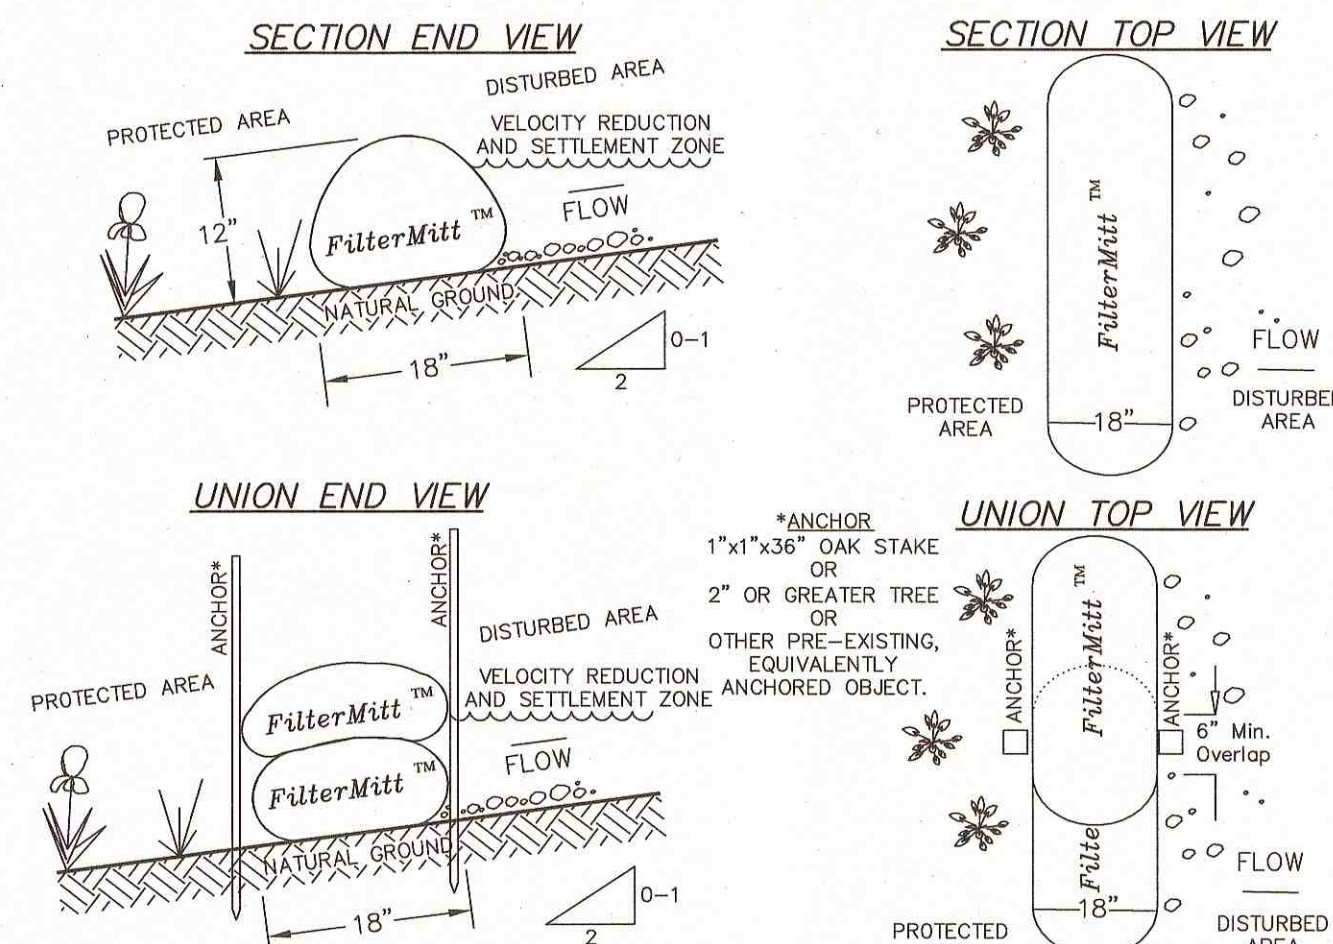 SECTION END VIEW
DISTURBED AREA
PROTECTED AREA
VELOCITY REDUCTION
AND SETTLEMENT ZONE
FLOW
12"
FilterMitt ™
NATURAL GROUND
18"
0-1
2
SECTION TOP VIEW
FilterMitt ™
FLOW
PROTECTED
AREA
DISTURBED
AREA
18"
UNION END VIEW
ANCHOR*
ANCHOR*
DISTURBED AREA
PROTECTED AREA
VELOCITY REDUCTION
AND SETTLEMENT ZONE
FilterMitt ™
FLOW
FilterMitt ™
NATURAL GROUND
18"
0-1
2
*ANCHOR
1"x1"x36" OAK STAKE
OR
2" OR GREATER TREE
OR
OTHER PRE-EXISTING,
EQUIVALENTLY
ANCHORED OBJECT.
UNION TOP VIEW
FilterMitt ™
ANCHOR*
ANCHOR*
6" Min.
Overlap
Filte
FLOW
18"
PROTECTED
DISTURBED
AREA